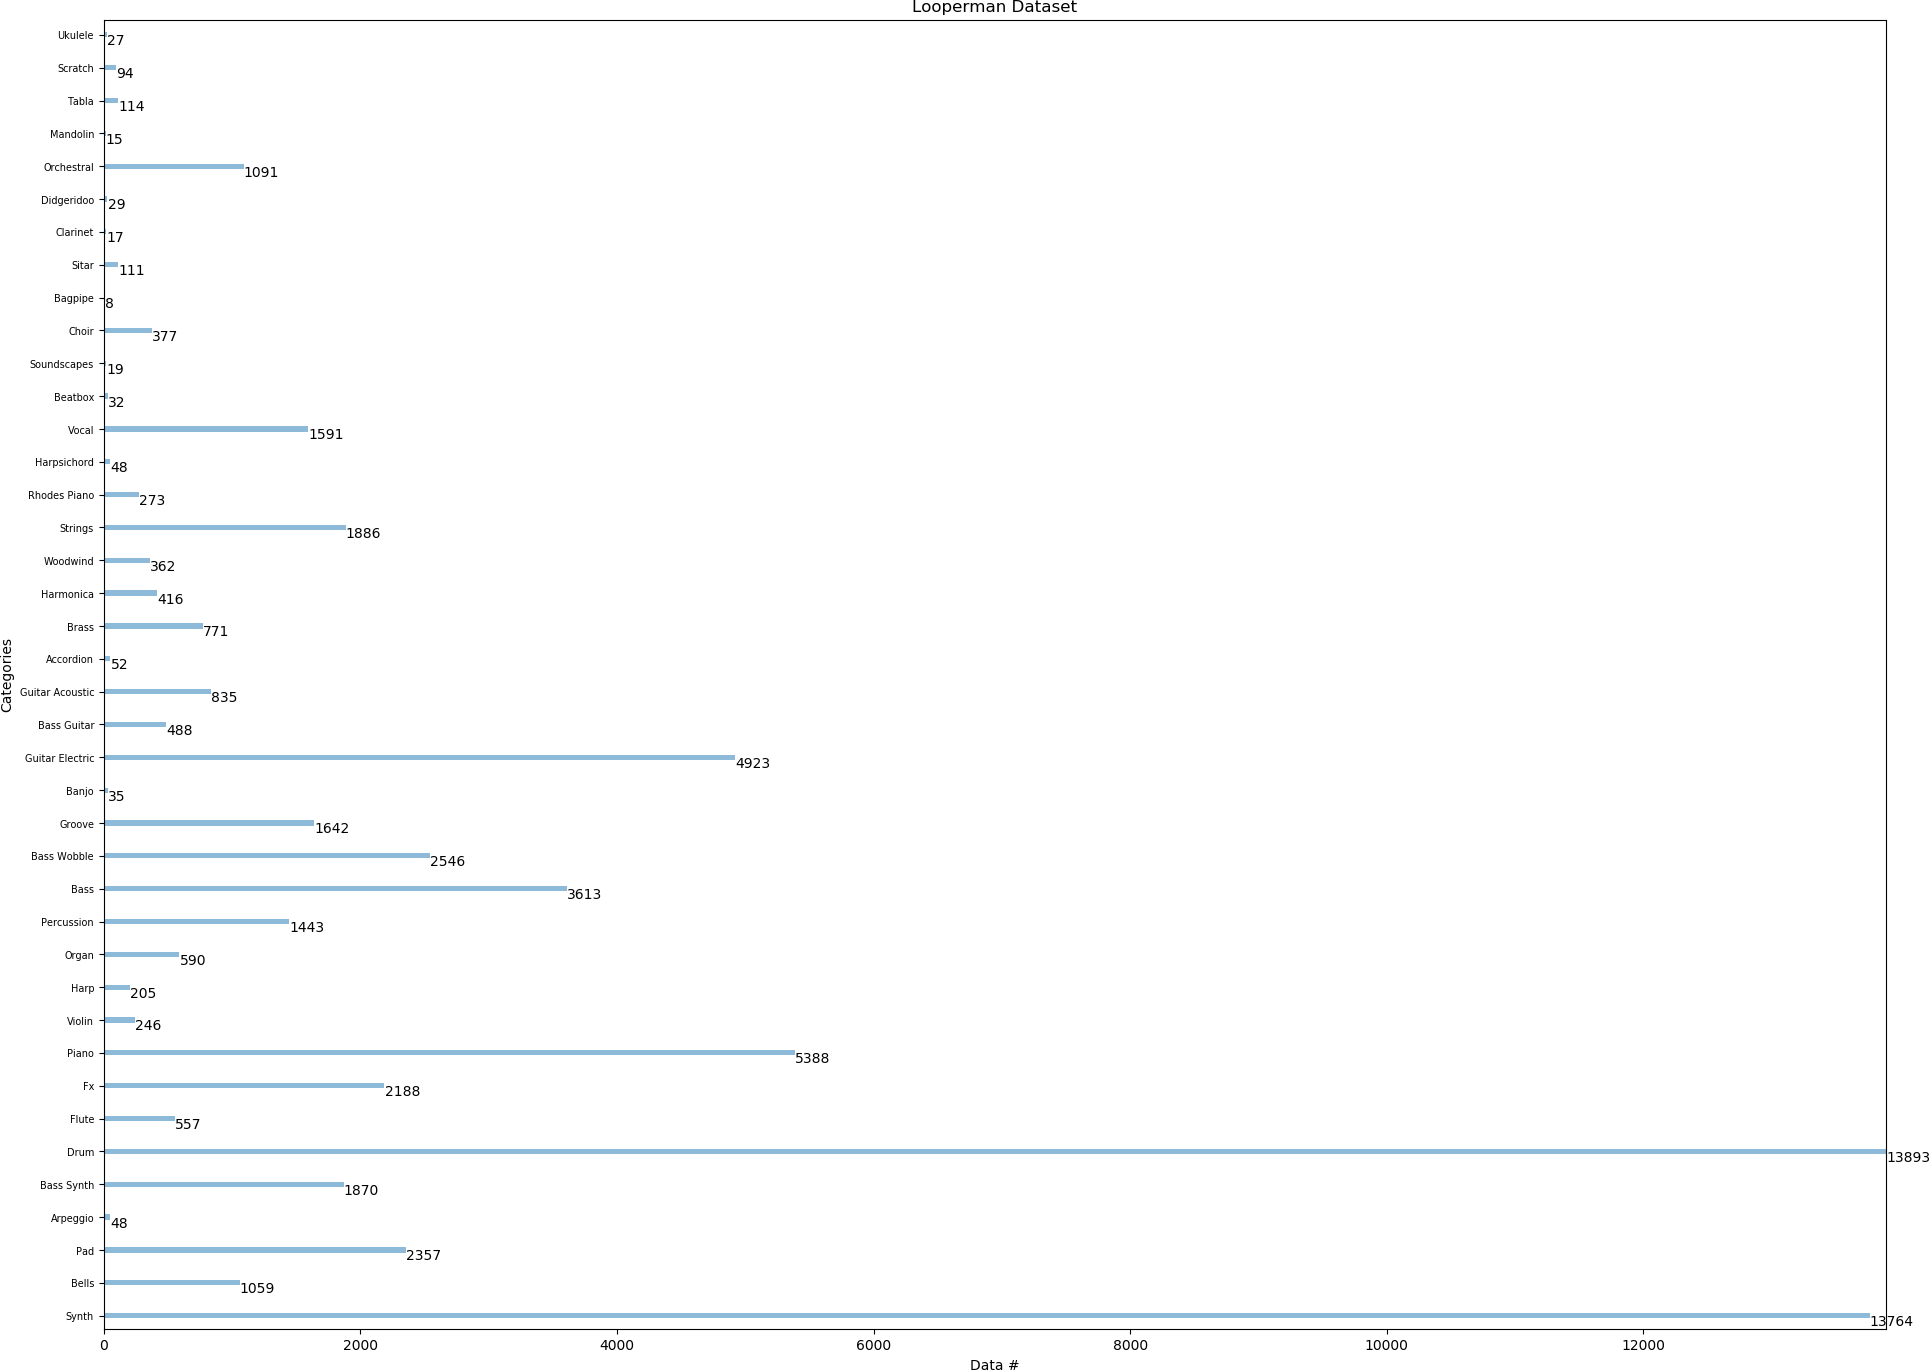 Looperman Dataset
Categories
Ukulele 27
Scratch 94
Tabla 114
Mandolin 15
Orchestral 1091
Didgeridoo 29
Clarinet 17
Sitar 111
Bagpipe 8
Choir 377
Soundscapes 19
Beatbox 32
Vocal 1591
Harpsichord 48
Rhodes Piano 273
Strings 1886
Woodwind 362
Harmonica 416
Brass 771
Accordion 52
Guitar Acoustic 835
Bass Guitar 488
Guitar Electric 4923
Banjo 35
Groove 1642
Bass Wobble 2546
Bass 3613
Percussion 1443
Organ 590
Harp 205
Violin 246
Piano 5388
Fx 2188
Flute 557
Drum 13893
Bass Synth 1870
Arpeggio 48
Pad 2357
Bells 1059
Synth 13764
0 2000 4000 6000 8000 10000 12000
Data #